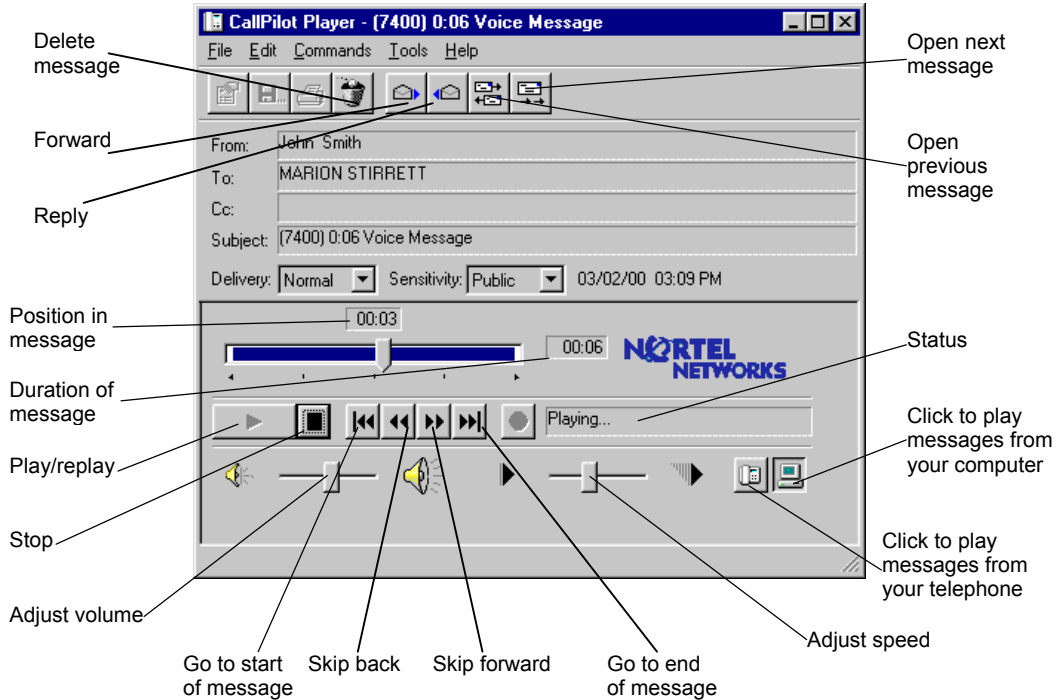 CallPilot Player - (7400) 0:06 Voice Message
File Edit Commands Tools Help
Delete
message
Open next
message
Forward
Open
previous
message
Reply
From: John Smith
To: MARION STIRRETT
Cc:
Subject: (7400) 0:06 Voice Message
Delivery: Normal Sensitivity: Public 03/02/00 03:09 PM
Position in
message
00:03
00:06
NORTEL
NETWORKS
Status
Duration of
message
Playing...
Click to play
messages from
your computer
Play/replay
Stop
Click to play
messages from
your telephone
Adjust volume
Adjust speed
Go to start
of message
Skip back
Skip forward
Go to end
of message